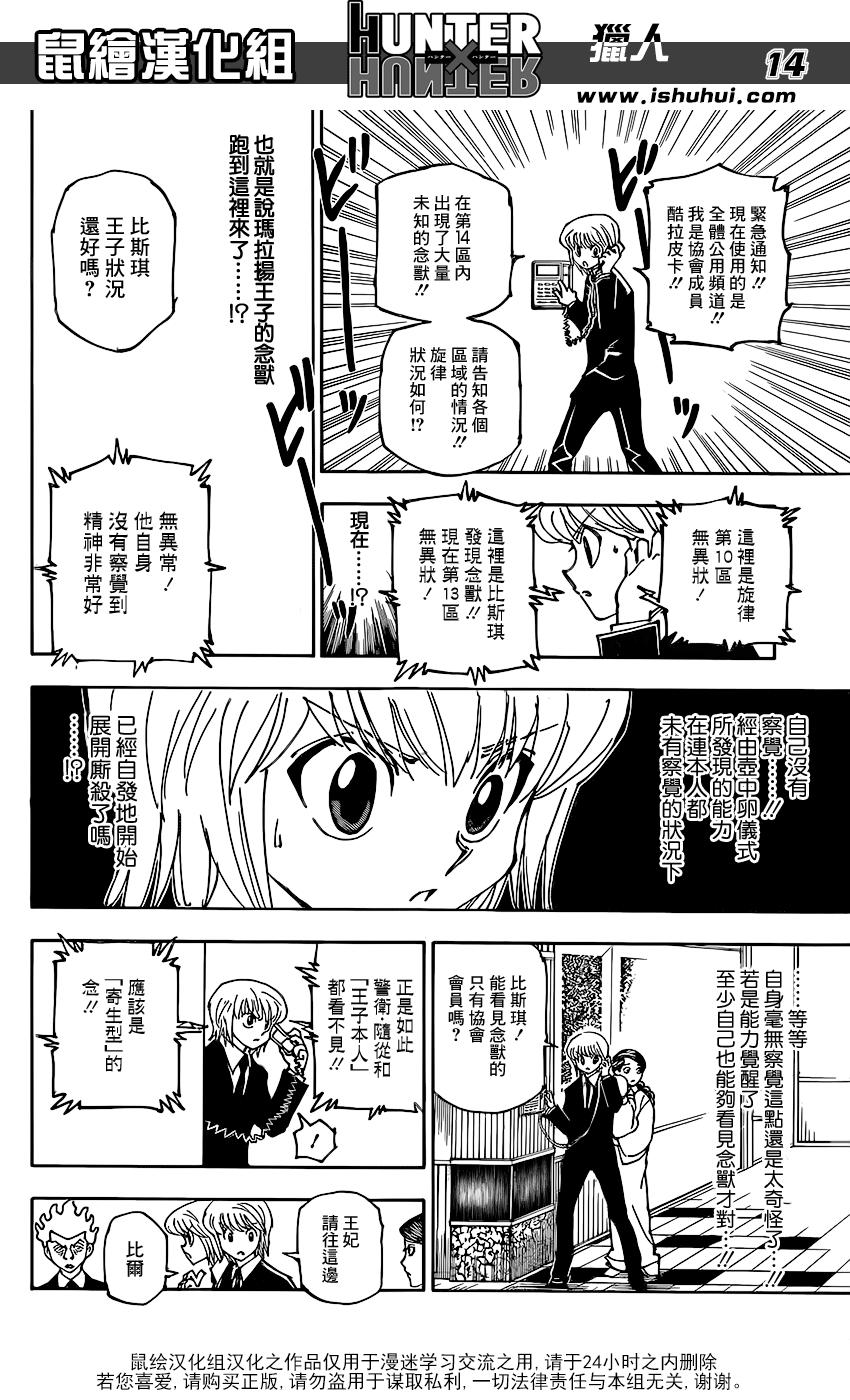 鼠繪漢化組
HUNTER
×
ハンター ハンター
HUNTER
獵人
14
www.ishuhui.com
緊急通知!!
現在使用的是
全體公用頻道!!
我是協會成員
酷拉皮卡!!
在第14區內
出現了大量
未知的念獸!!
請告知各個
區域的情況!!
旋律
狀況如何!?
這裡是旋律
第10區
無異狀!
這裡是比斯琪
發現念獸!!
現在第13區
無異狀!
現在……!?
也就是說瑪拉揚王子的念獸
跑到這裡來了……!?
比斯琪
王子狀況
還好嗎?
無異常!
他自身
沒有察覺到
精神非常好
自己沒有
察覺……!!
經由壺中卵儀式
所發現的能力
在連本人都
未有察覺的狀況下
已經自發地開始
展開廝殺了嗎
……!?
……等等
自身毫無察覺這點還是太奇怪了…!!
若是能力覺醒了
至少自己也能夠看見念獸才對…!!
比斯琪!
能看見念獸的
只有協會
會員嗎?
正是如此
警衛·隨從和
「王子本人」
都看不見!!
應該是
「寄生型」的
念!!
!
王妃
請往這邊
比爾
鼠绘汉化组汉化之作品仅用于漫迷学习交流之用, 请于24小时之内删除
若您喜爱, 请购买正版, 请勿盗用于谋取私利, 一切法律责任与本组无关, 谢谢。